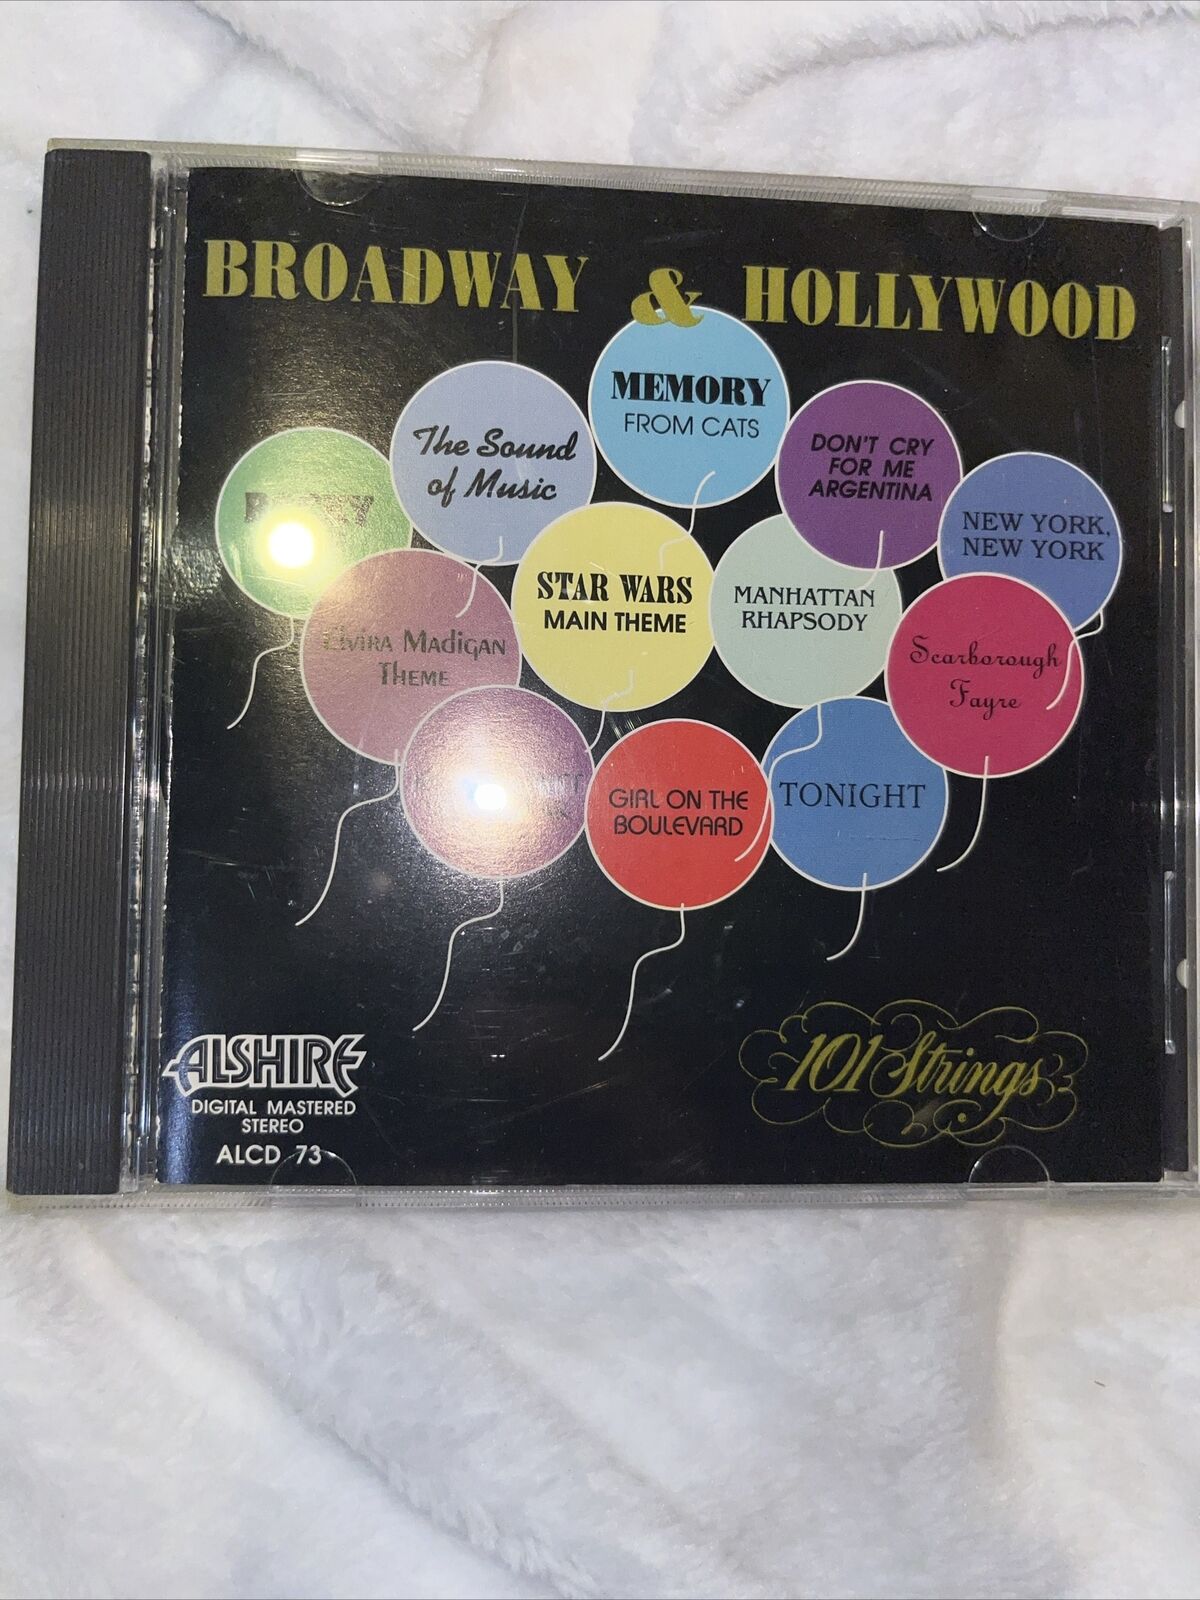 BROADWAY & HOLLYWOOD
MEMORY
FROM CATS
The Sound
of Music
DON'T CRY
FOR ME
ARGENTINA
NEW YORK,
NEW YORK
STAR WARS
MAIN THEME
MANHATTAN
RHAPSODY
Elvira Madigan
Theme
Scarborough
Fayre
GIRL ON THE
BOULEVARD
TONIGHT
ALSHIRE
DIGITAL MASTERED
STEREO
ALCD 73
101 Strings